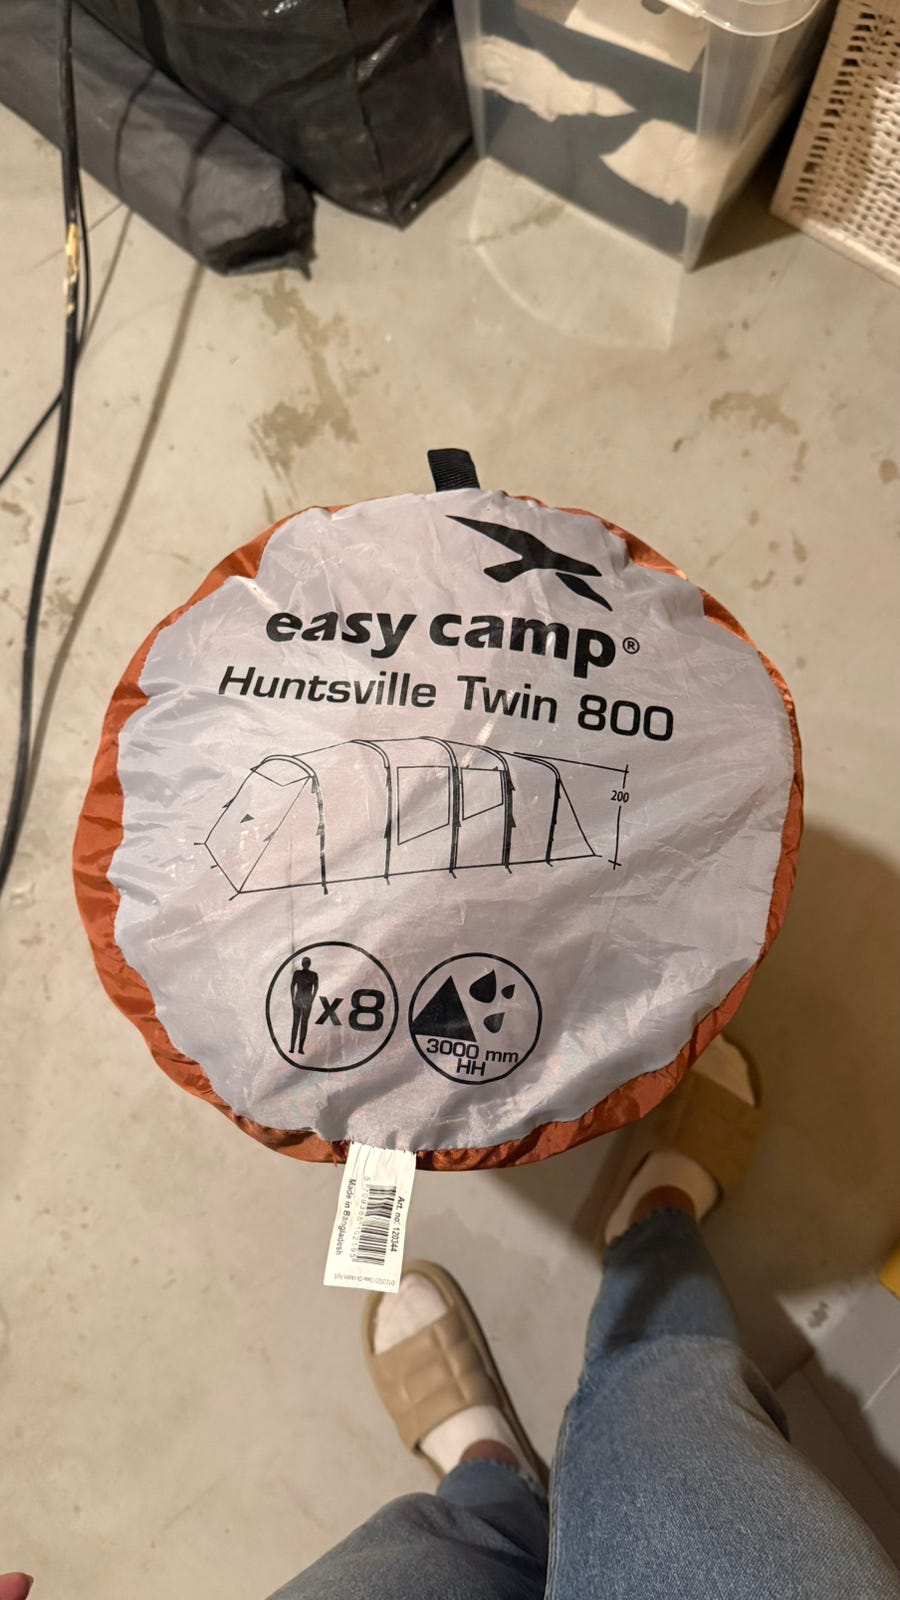 easy camp®
Huntsville Twin 800
200
x8
3000 mm
HH
Art. no: 120344
Made in Bangladesh